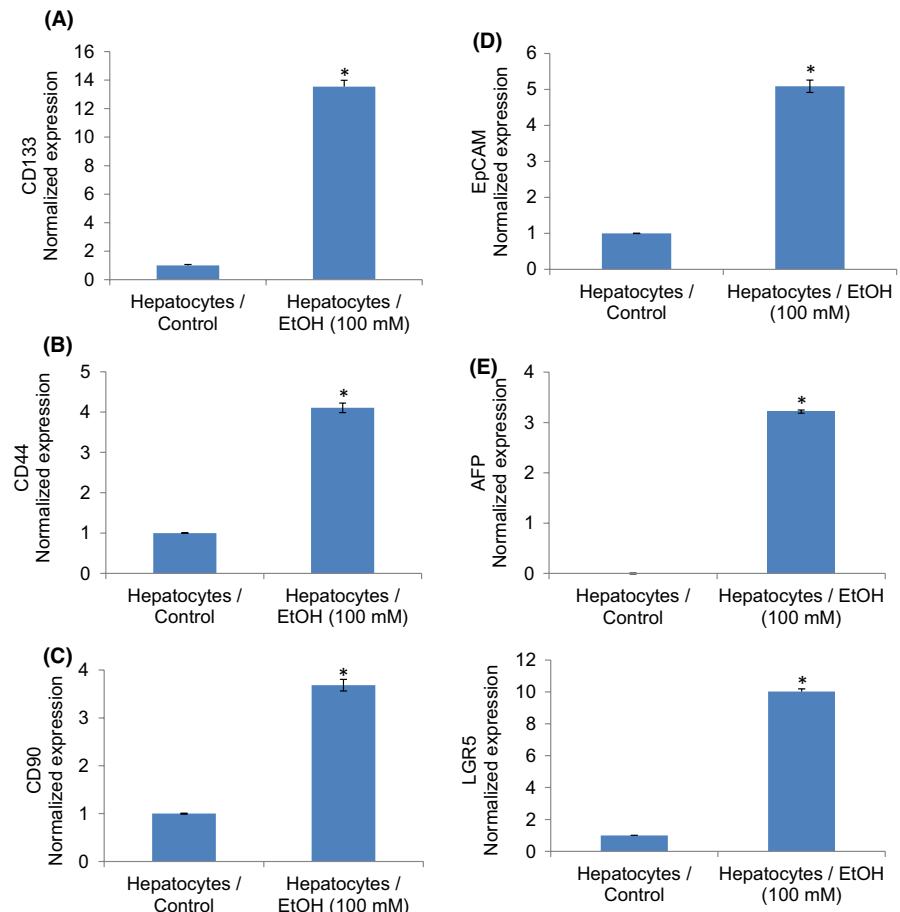 (A)
CD133
Normalized expression
16
14
12
10
8
6
4
2
0
*
Hepatocytes / Control
Hepatocytes / EtOH (100 mM)
(B)
CD44
Normalized expression
5
4
3
2
1
0
*
Hepatocytes / Control
Hepatocytes / EtOH (100 mM)
(C)
CD90
Normalized expression
4
3
2
1
0
*
Hepatocytes / Control
Hepatocytes / EtOH (100 mM)
(D)
EpCAM
Normalized expression
6
5
4
3
2
1
0
*
Hepatocytes / Control
Hepatocytes / EtOH (100 mM)
(E)
AFP
Normalized expression
4
3
2
1
0
*
Hepatocytes / Control
Hepatocytes / EtOH (100 mM)
LGR5
Normalized expression
12
10
8
6
4
2
0
*
Hepatocytes / Control
Hepatocytes / EtOH (100 mM)